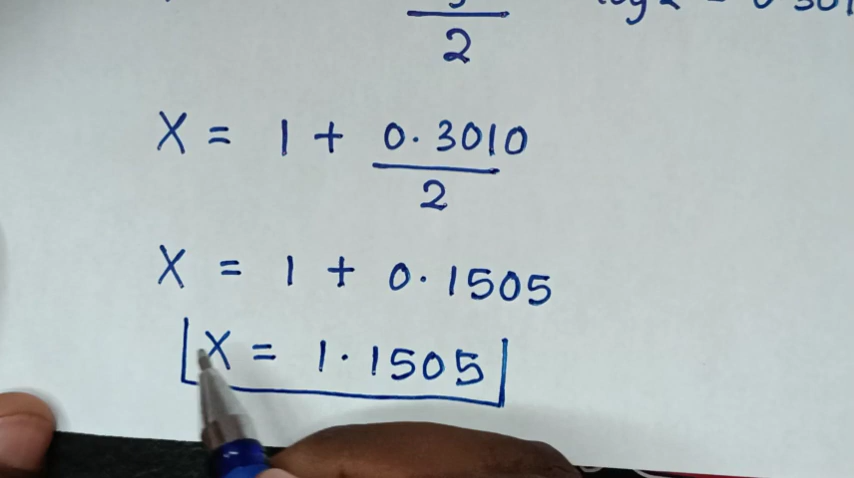 2
X = 1 + 0.3010
2
X = 1 + 0.1505
X = 1.1505